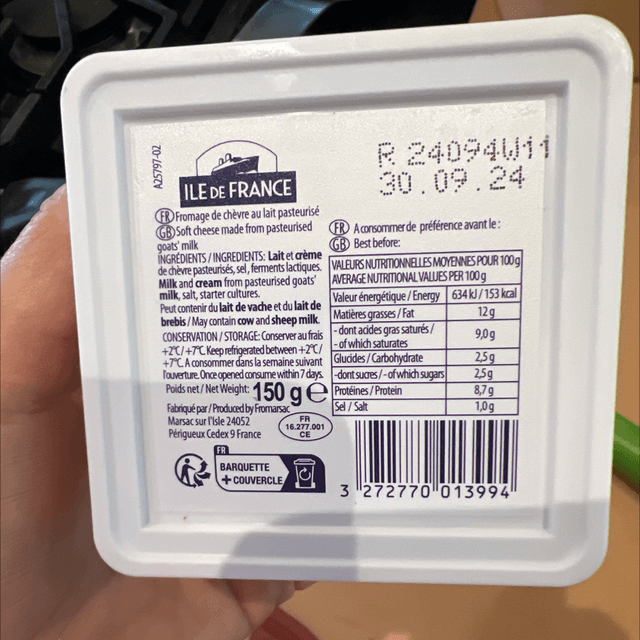 A25797-02
ILE DE FRANCE
FR Fromage de chèvre au lait pasteurisé
GB Soft cheese made from pasteurised
goats' milk
INGRÉDIENTS / INGREDIENTS: Lait et crème
de chèvre pasteurisés, sel, ferments lactiques.
Milk and cream from pasteurised goats'
milk, salt, starter cultures.
Peut contenir du lait de vache et du lait de
brebis / May contain cow and sheep milk.
CONSERVATION / STORAGE: Conserver au frais
+2°C/+7°C. Keep refrigerated between +2°C/
+7°C. A consommer dans la semaine suivant
l'ouverture. Once opened consume within 7 days.
Poids net / Net Weight: 150 g e
Fabriqué par / Produced by Fromarsac
Marsac sur l'Isle 24052
Périgueux Cedex 9 France
FR
16.277.001
CE
FR
BARQUETTE
+ COUVERCLE
R 24094W11
30.09.24
FR A consommer de préférence avant le :
GB Best before:
VALEURS NUTRITIONNELLES MOYENNES POUR 100 g
AVERAGE NUTRITIONAL VALUES PER 100 g
Valeur énergétique / Energy 634 kJ / 153 kcal
Matières grasses / Fat 12 g
- dont acides gras saturés /
- of which saturates 9,0 g
Glucides / Carbohydrate 2,5 g
-dont sucres / - of which sugars 2,5 g
Protéines / Protein 8,7 g
Sel / Salt 1,0 g
3 272770 013994